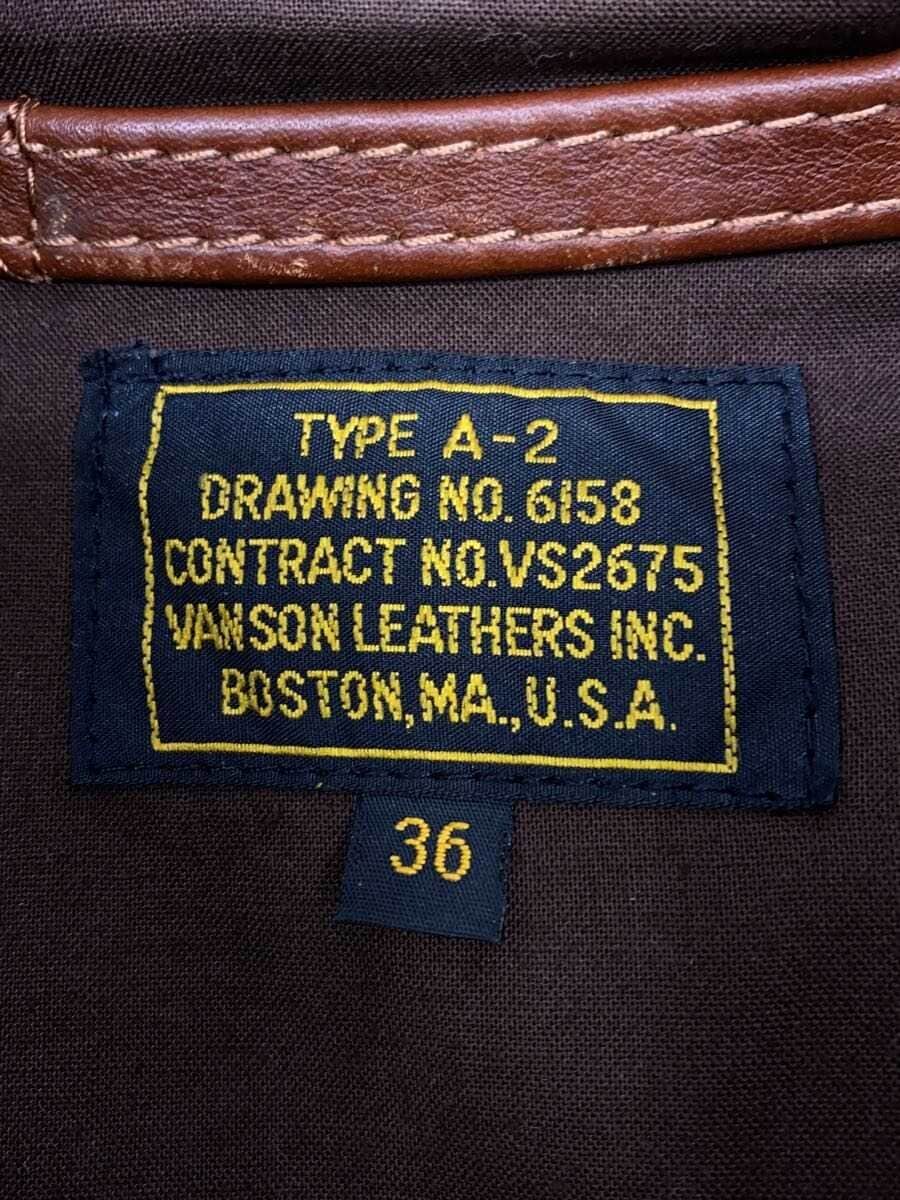 TYPE A-2
DRAWING NO. 6158
CONTRACT NO. VS2675
VANSON LEATHERS INC.
BOSTON, MA., U.S.A.
36